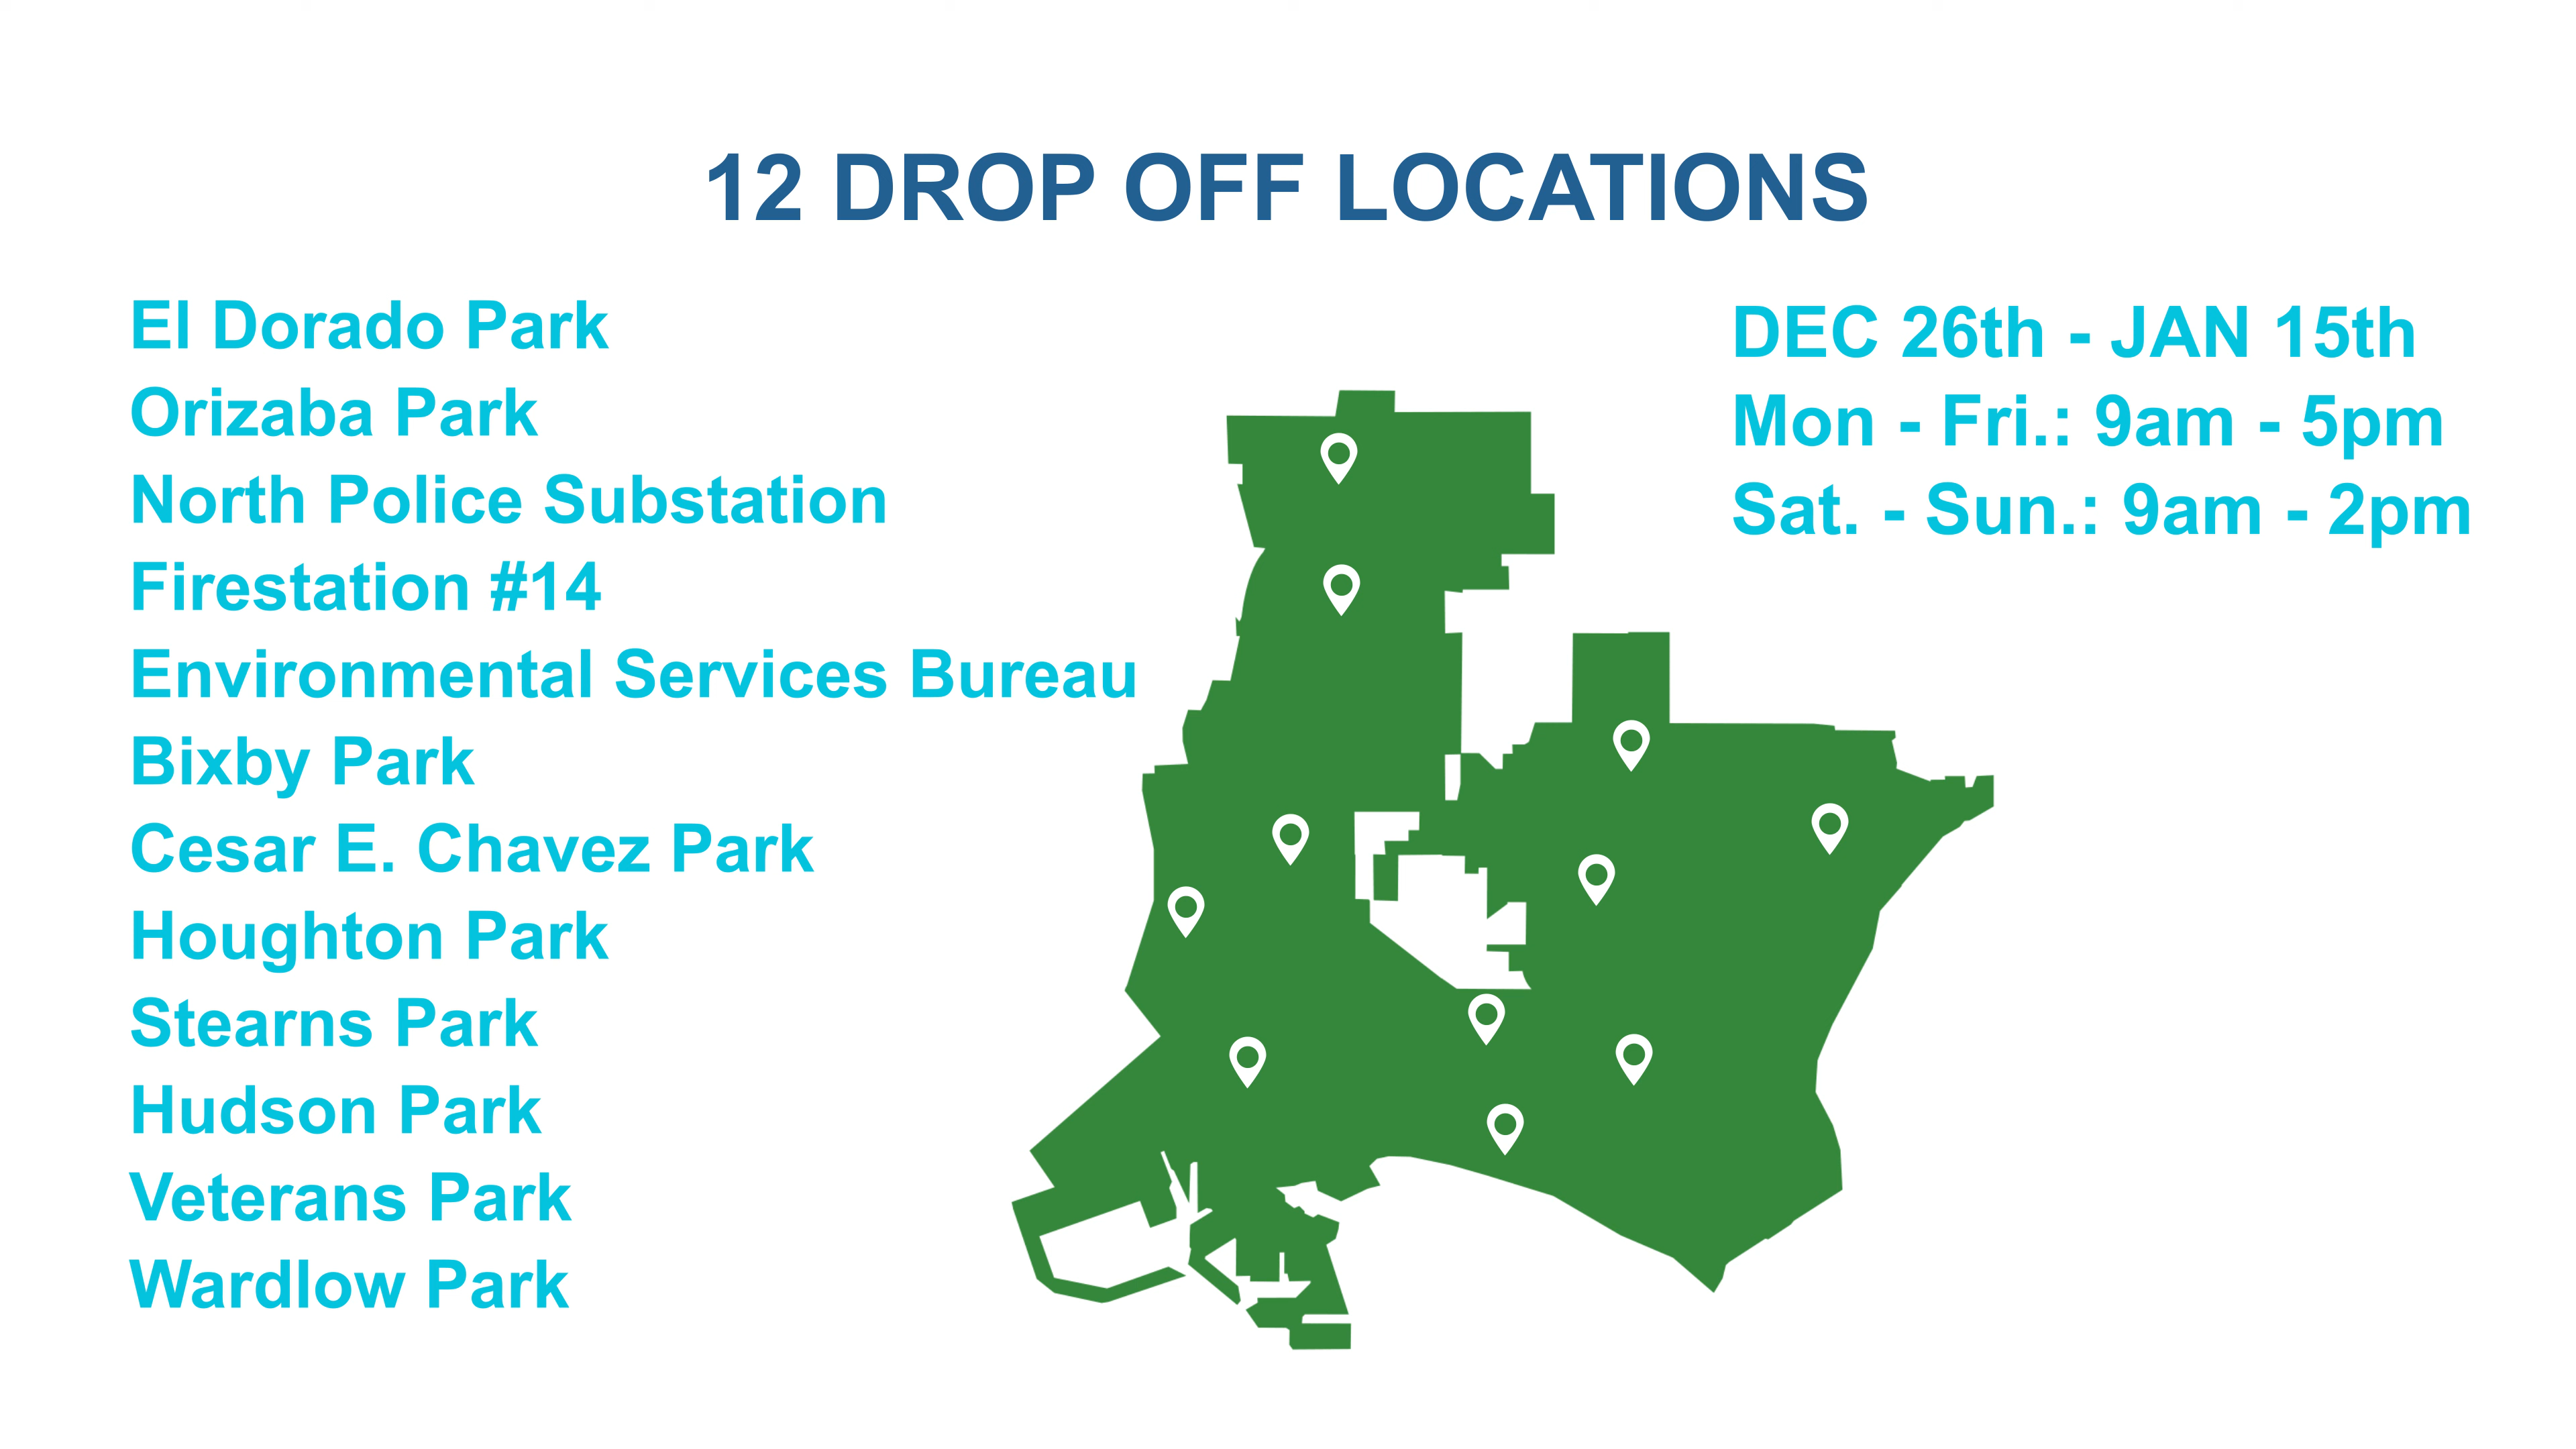 12 DROP OFF LOCATIONS
El Dorado Park
Orizaba Park
North Police Substation
Firestation #14
Environmental Services Bureau
Bixby Park
Cesar E. Chavez Park
Houghton Park
Stearns Park
Hudson Park
Veterans Park
Wardlow Park
DEC 26th - JAN 15th
Mon - Fri.: 9am - 5pm
Sat. - Sun.: 9am - 2pm